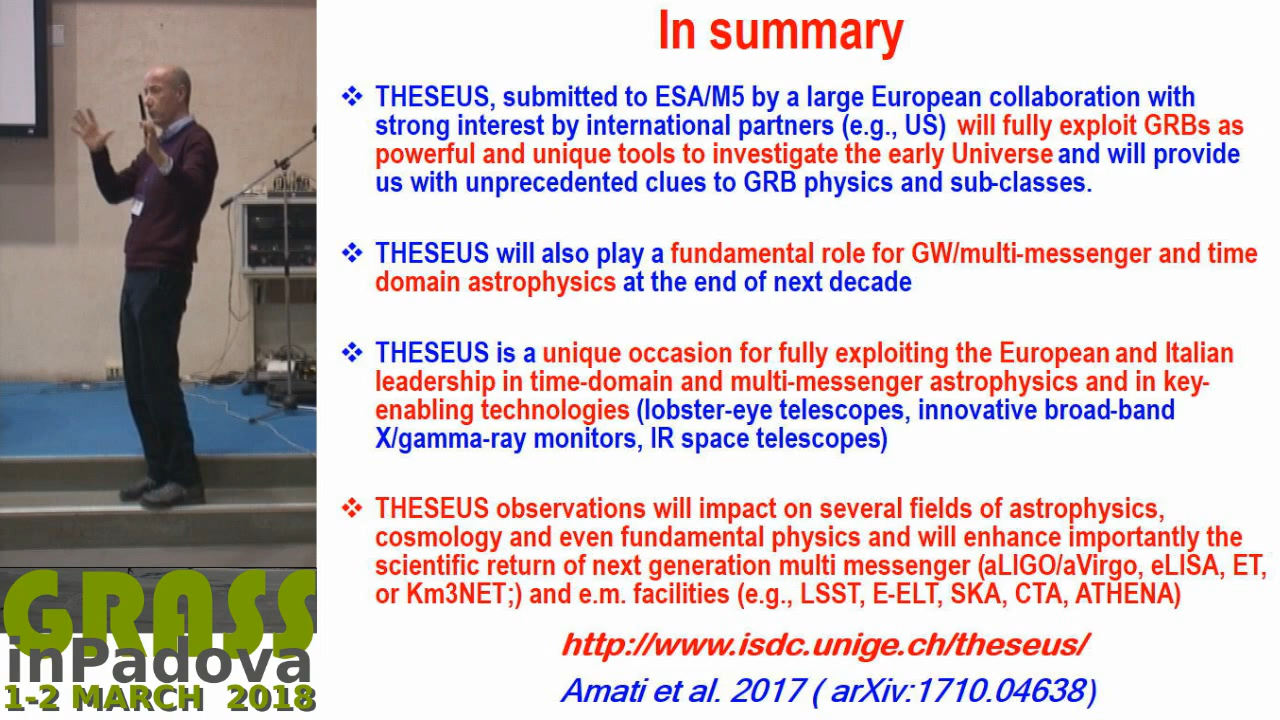 In summary
❖ THESEUS, submitted to ESA/M5 by a large European collaboration with
strong interest by international partners (e.g., US) will fully exploit GRBs as
powerful and unique tools to investigate the early Universe and will provide
us with unprecedented clues to GRB physics and sub-classes.
❖ THESEUS will also play a fundamental role for GW/multi-messenger and time
domain astrophysics at the end of next decade
❖ THESEUS is a unique occasion for fully exploiting the European and Italian
leadership in time-domain and multi-messenger astrophysics and in key-
enabling technologies (lobster-eye telescopes, innovative broad-band
X/gamma-ray monitors, IR space telescopes)
❖ THESEUS observations will impact on several fields of astrophysics,
cosmology and even fundamental physics and will enhance importantly the
scientific return of next generation multi messenger (aLIGO/aVirgo, eLISA, ET,
or Km3NET;) and e.m. facilities (e.g., LSST, E-ELT, SKA, CTA, ATHENA)
http://www.isdc.unige.ch/theseus/
Amati et al. 2017 ( arXiv:1710.04638)
GRASS
inPadova
1-2 MARCH 2018